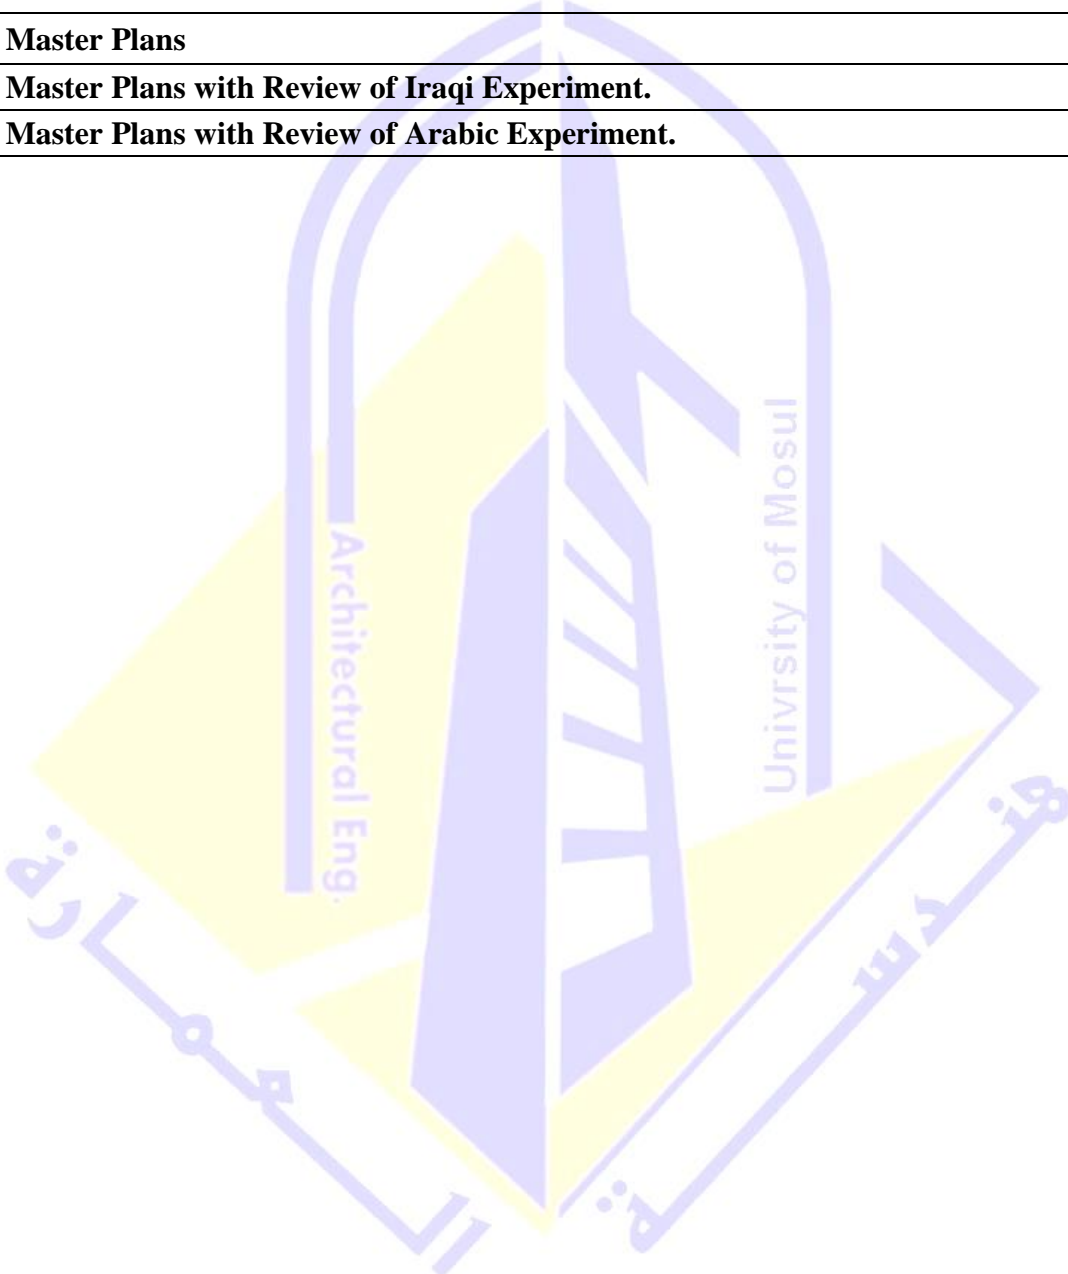 Master Plans
Master Plans with Review of Iraqi Experiment.
Master Plans with Review of Arabic Experiment.
Architectural Eng.
Univrsity of Mosul
هندسة
العمارة